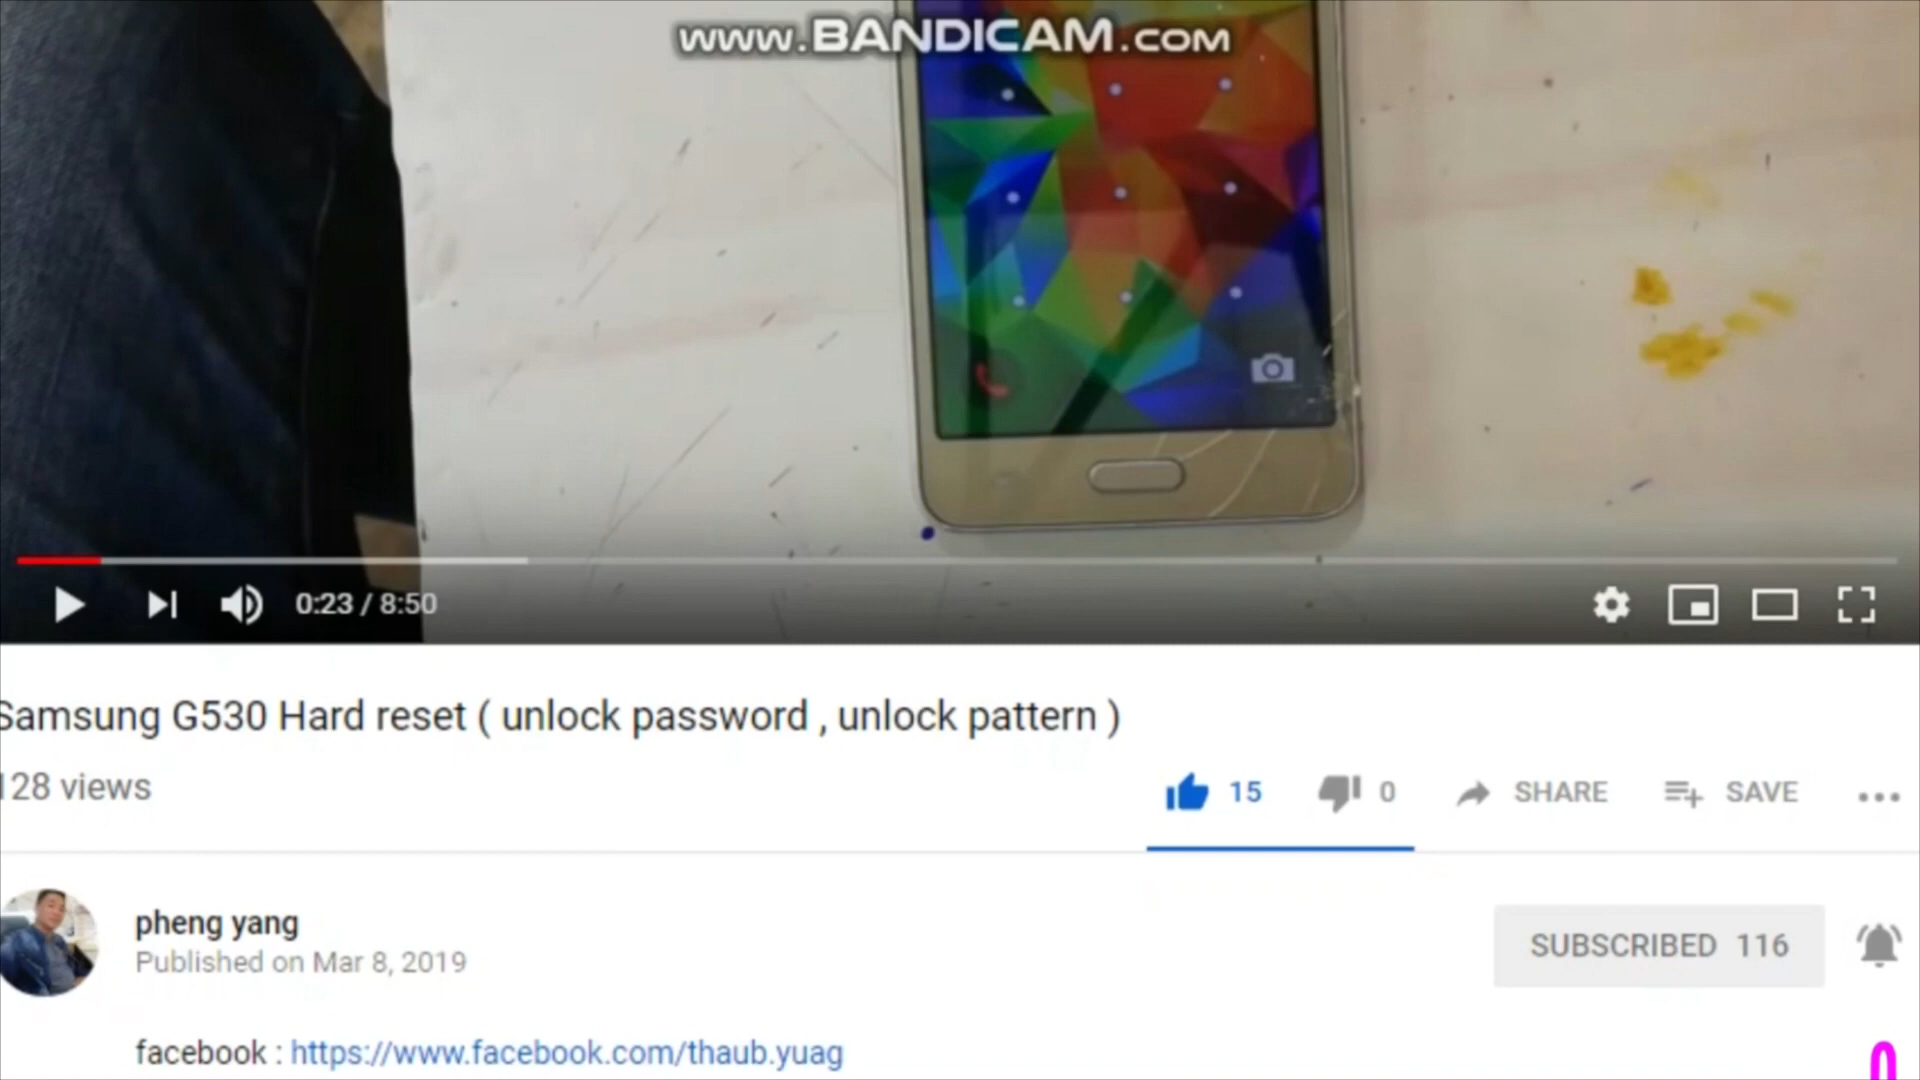 www.BANDICAM.COM
0:23 / 8:50
Samsung G530 Hard reset ( unlock password , unlock pattern )
128 views
15
0
SHARE
SAVE
pheng yang
Published on Mar 8, 2019
SUBSCRIBED 116
facebook : https://www.facebook.com/thaub.yuag